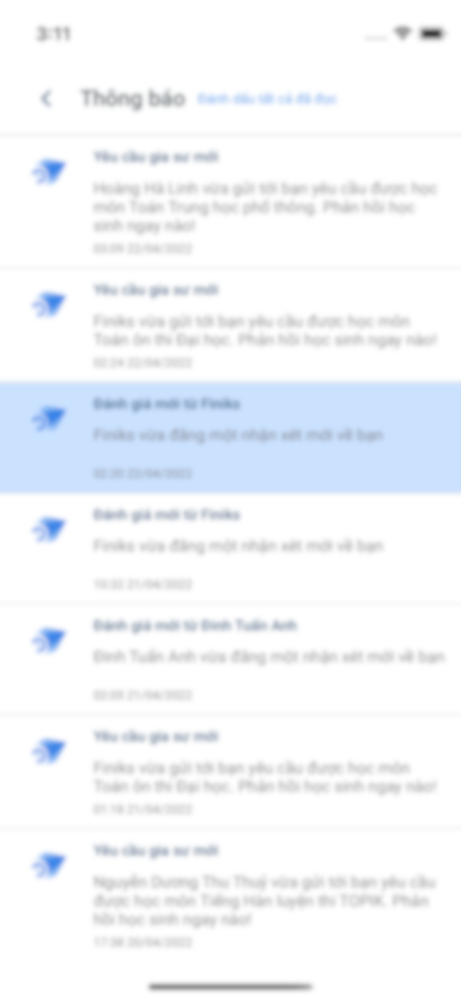 3:11
Thông báo Đánh dấu tất cả đã đọc
Yêu cầu gia sư mới
Hoàng Hà Linh vừa gửi tới bạn yêu cầu được học
môn Toán Trung học phổ thông. Phản hồi học
sinh ngay nào!
03:09 22/04/2022
Yêu cầu gia sư mới
Finiks vừa gửi tới bạn yêu cầu được học môn
Toán ôn thi Đại học. Phản hồi học sinh ngay nào!
02:24 22/04/2022
Đánh giá mới từ Finiks
Finiks vừa đăng một nhận xét mới về bạn
02:20 22/04/2022
Đánh giá mới từ Finiks
Finiks vừa đăng một nhận xét mới về bạn
10:32 21/04/2022
Đánh giá mới từ Đinh Tuấn Anh
Đinh Tuấn Anh vừa đăng một nhận xét mới về bạn
02:05 21/04/2022
Yêu cầu gia sư mới
Finiks vừa gửi tới bạn yêu cầu được học môn
Toán ôn thi Đại học. Phản hồi học sinh ngay nào!
01:18 21/04/2022
Yêu cầu gia sư mới
Nguyễn Dương Thu Thuỷ vừa gửi tới bạn yêu cầu
được học môn Tiếng Hàn luyện thi TOPIK. Phản
hồi học sinh ngay nào!
17:38 20/04/2022